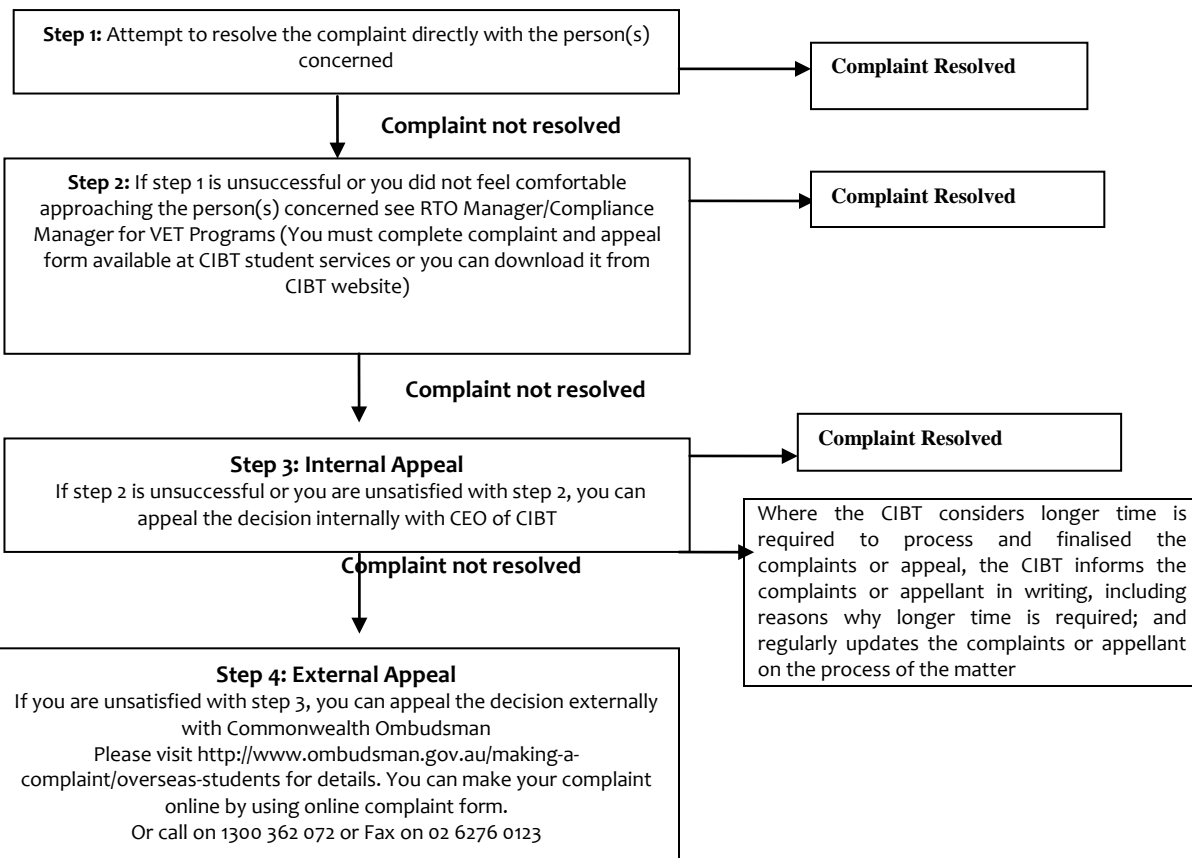 Step 1: Attempt to resolve the complaint directly with the person(s)
concerned
Complaint Resolved
Complaint not resolved
Step 2: If step 1 is unsuccessful or you did not feel comfortable
approaching the person(s) concerned see RTO Manager/Compliance
Manager for VET Programs (You must complete complaint and appeal
form available at CIBT student services or you can download it from
CIBT website)
Complaint Resolved
Complaint not resolved
Step 3: Internal Appeal
If step 2 is unsuccessful or you are unsatisfied with step 2, you can
appeal the decision internally with CEO of CIBT
Complaint Resolved
Where the CIBT considers longer time is
required to process and finalised the
complaints or appeal, the CIBT informs the
complaints or appellant in writing, including
reasons why longer time is required; and
regularly updates the complaints or appellant
on the process of the matter
Complaint not resolved
Step 4: External Appeal
If you are unsatisfied with step 3, you can appeal the decision externally
with Commonwealth Ombudsman
Please visit http://www.ombudsman.gov.au/making-a-
complaint/overseas-students for details. You can make your complaint
online by using online complaint form.
Or call on 1300 362 072 or Fax on 02 6276 0123